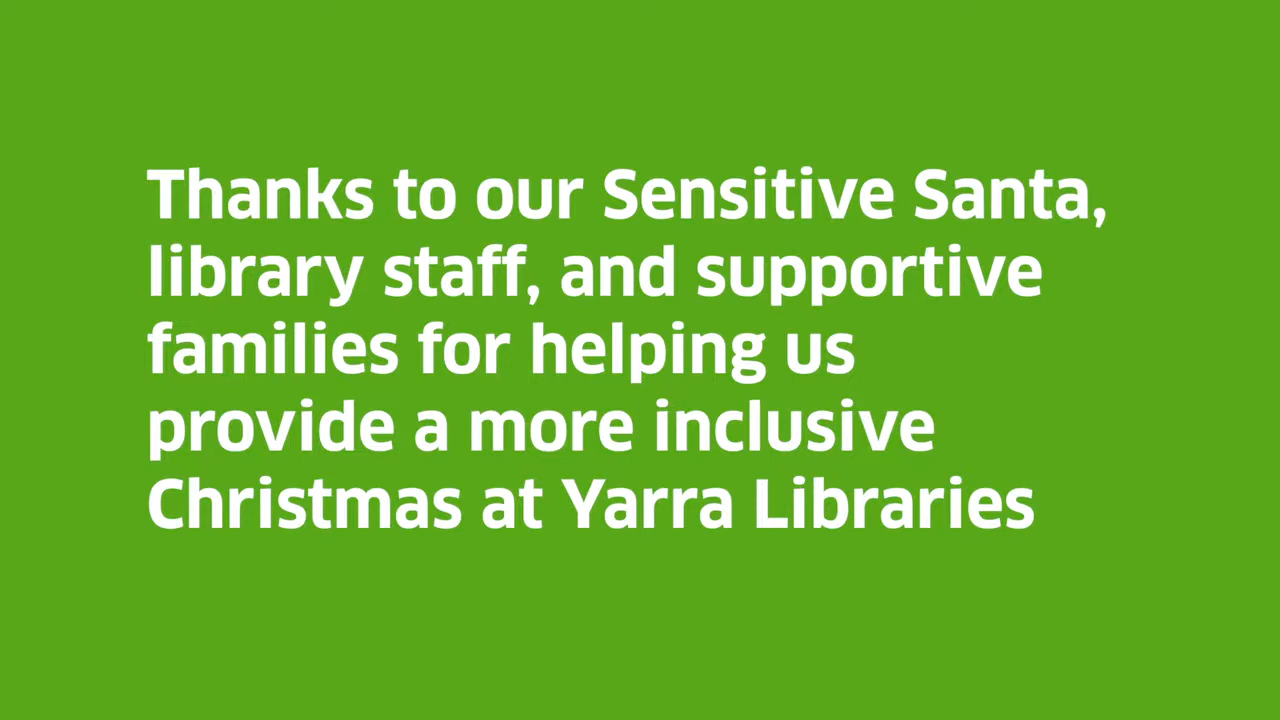 Thanks to our Sensitive Santa,
library staff, and supportive
families for helping us
provide a more inclusive
Christmas at Yarra Libraries